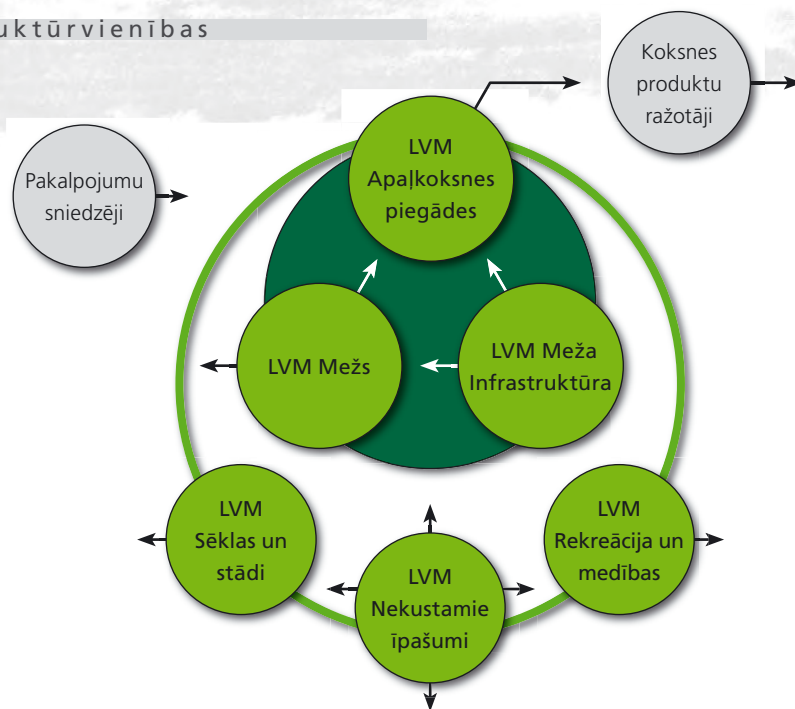 uktūrvienības
Koksnes
produktu
ražotāji
LVM
Apaļkoksnes
piegādes
Pakalpojumu
sniedzēji
LVM Mežs
LVM Meža
Infrastruktūra
LVM
Sēklas un
stādi
LVM
Nekustamie
īpašumi
LVM
Rekreācija un
medības